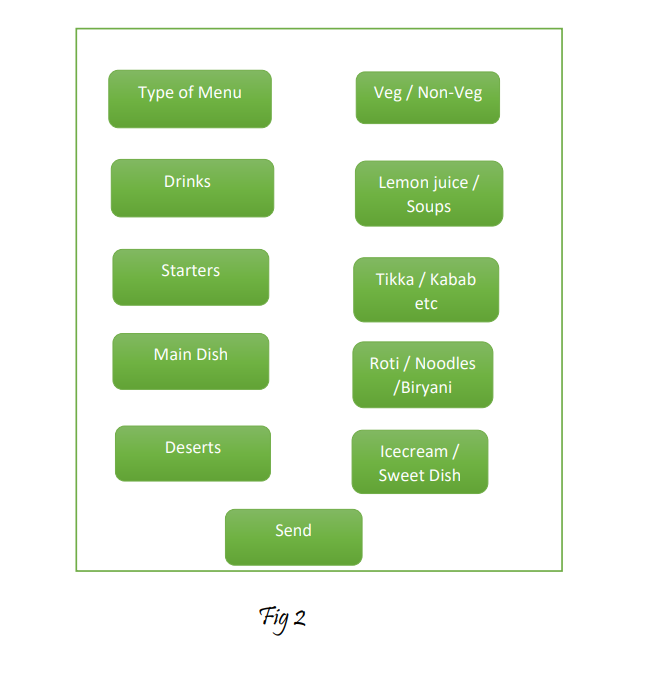 Type of Menu
Veg / Non-Veg
Drinks
Lemon juice /
Soups
Starters
Tikka / Kabab
etc
Main Dish
Roti / Noodles
/Biryani
Deserts
Icecream /
Sweet Dish
Send
Fig 2